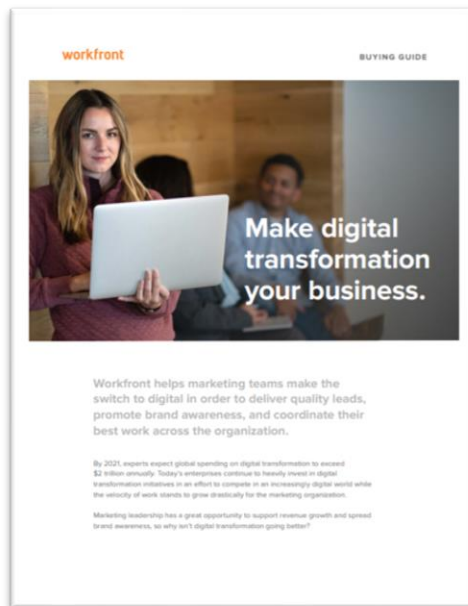 workfront
BUYING GUIDE
Make digital
transformation
your business.
Workfront helps marketing teams make the
switch to digital in order to deliver quality leads,
promote brand awareness, and coordinate their
best work across the organization.
By 2021, experts expect global spending on digital transformation to exceed
$2 trillion annually. Today's enterprises continue to heavily invest in digital
transformation initiatives in an effort to compete in an increasingly digital world while
the velocity of work stands to grow drastically for the marketing organization.
Marketing leadership has a great opportunity to support revenue growth and spread
brand awareness, so why isn't digital transformation going better?